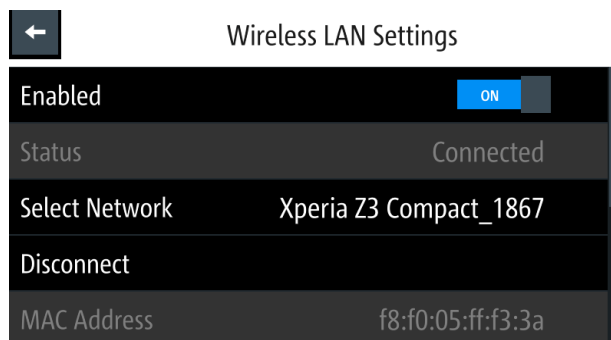 Wireless LAN Settings
Enabled ON
Status Connected
Select Network Xperia Z3 Compact_1867
Disconnect
MAC Address f8:f0:05:ff:f3:3a